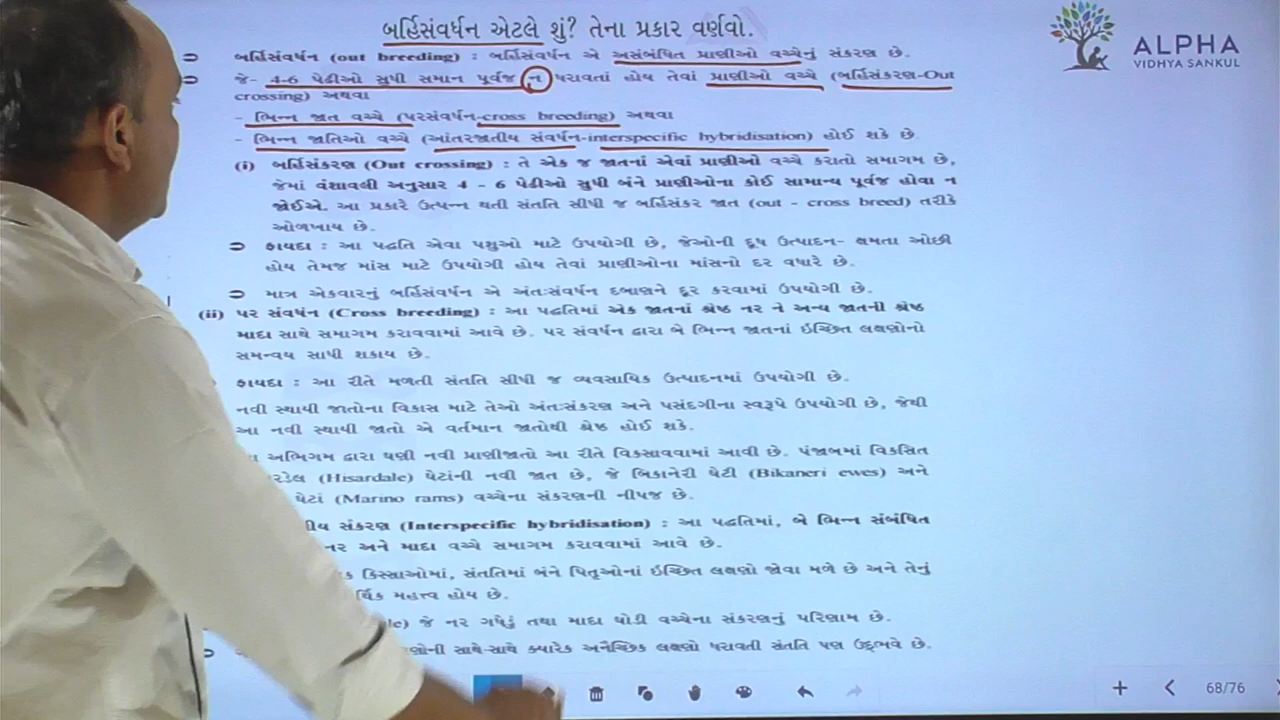 બર્હિસંવર્ધન એટલે શું? તેના પ્રકાર વર્ણવો.
ALPHA
VIDHYA SANKUL
બર્હિસંવર્ધન (out breeding) : બર્હિસંવર્ધન એ અસંબંધિત પ્રાણીઓ વચ્ચેનું સંકરણ છે.
જે- 4-6 પેઢીઓ સુધી સમાન પૂર્વજ ન ધરાવતાં હોય તેવાં પ્રાણીઓ વચ્ચે (બર્હિસંકરણ-Out
crossing) અથવા
- ભિન્ન જાત વચ્ચે (પરસંવર્ધન-cross breeding) અથવા
- ભિન્ન જાતિઓ વચ્ચે (આંતરજાતીય સંવર્ધન-interspecific hybridisation) હોઈ શકે છે.
(i) બર્હિસંકરણ (Out crossing) : તે એક જ જાતનાં એવાં પ્રાણીઓ વચ્ચે કરાતો સમાગમ છે,
જેમાં વંશાવલી અનુસાર 4 - 6 પેઢીઓ સુધી બંને પ્રાણીઓના કોઈ સામાન્ય પૂર્વજ હોવા ન
જોઈએ. આ પ્રકારે ઉત્પન્ન થતી સંતતિ સીધી જ બર્હિસંકર જાત (out - cross breed) તરીકે
ઓળખાય છે.
ફાયદા : આ પદ્ધતિ એવા પશુઓ માટે ઉપયોગી છે, જેઓની દૂધ ઉત્પાદન- ક્ષમતા ઓછી
હોય તેમજ માંસ માટે ઉપયોગી હોય તેવાં પ્રાણીઓના માંસનો દર વધારે છે.
માત્ર એકવારનું બર્હિસંવર્ધન એ અંતઃસંવર્ધન દબાણને દૂર કરવામાં ઉપયોગી છે.
(ii) પર સંવર્ધન (Cross breeding) : આ પદ્ધતિમાં એક જાતનાં શ્રેષ્ઠ નર ને અન્ય જાતની શ્રેષ્ઠ
માદા સાથે સમાગમ કરાવવામાં આવે છે. પર સંવર્ધન દ્વારા બે ભિન્ન જાતનાં ઇચ્છિત લક્ષણોનો
સમન્વય સાધી શકાય છે.
ફાયદા : આ રીતે મળતી સંતતિ સીધી જ વ્યવસાયિક ઉત્પાદનમાં ઉપયોગી છે.
નવી સ્થાયી જાતોના વિકાસ માટે તેઓ અંતઃસંકરણ અને પસંદગીના સ્વરૂપે ઉપયોગી છે, જેથી
આ નવી સ્થાયી જાતો એ વર્તમાન જાતોથી શ્રેષ્ઠ હોઈ શકે.
અભિગમ દ્વારા ઘણી નવી પ્રાણીજાતો આ રીતે વિકસાવવામાં આવી છે. પંજાબમાં વિકસિત
(Hisardale) ઘેટાંની નવી જાત છે, જે બિકાનેરી ઘેટી (Bikaneri ewes) અને
ઘેટાં (Marino rams) વચ્ચેના સંકરણની નીપજ છે.
સંકરણ (Interspecific hybridisation) : આ પદ્ધતિમાં, બે ભિન્ન સંબંધિત
નર અને માદા વચ્ચે સમાગમ કરાવવામાં આવે છે.
કિસ્સાઓમાં, સંતતિમાં બંને પિતૃઓનાં ઇચ્છિત લક્ષણો જોવા મળે છે અને તેનું
મહત્ત્વ હોય છે.
જે નર ગધેડું તથા માદા ઘોડી વચ્ચેના સંકરણનું પરિણામ છે.
સાથે-સાથે ક્યારેક અનૈચ્છિક લક્ષણો ધરાવતી સંતતિ પણ ઉદ્ભવે છે.
68/76